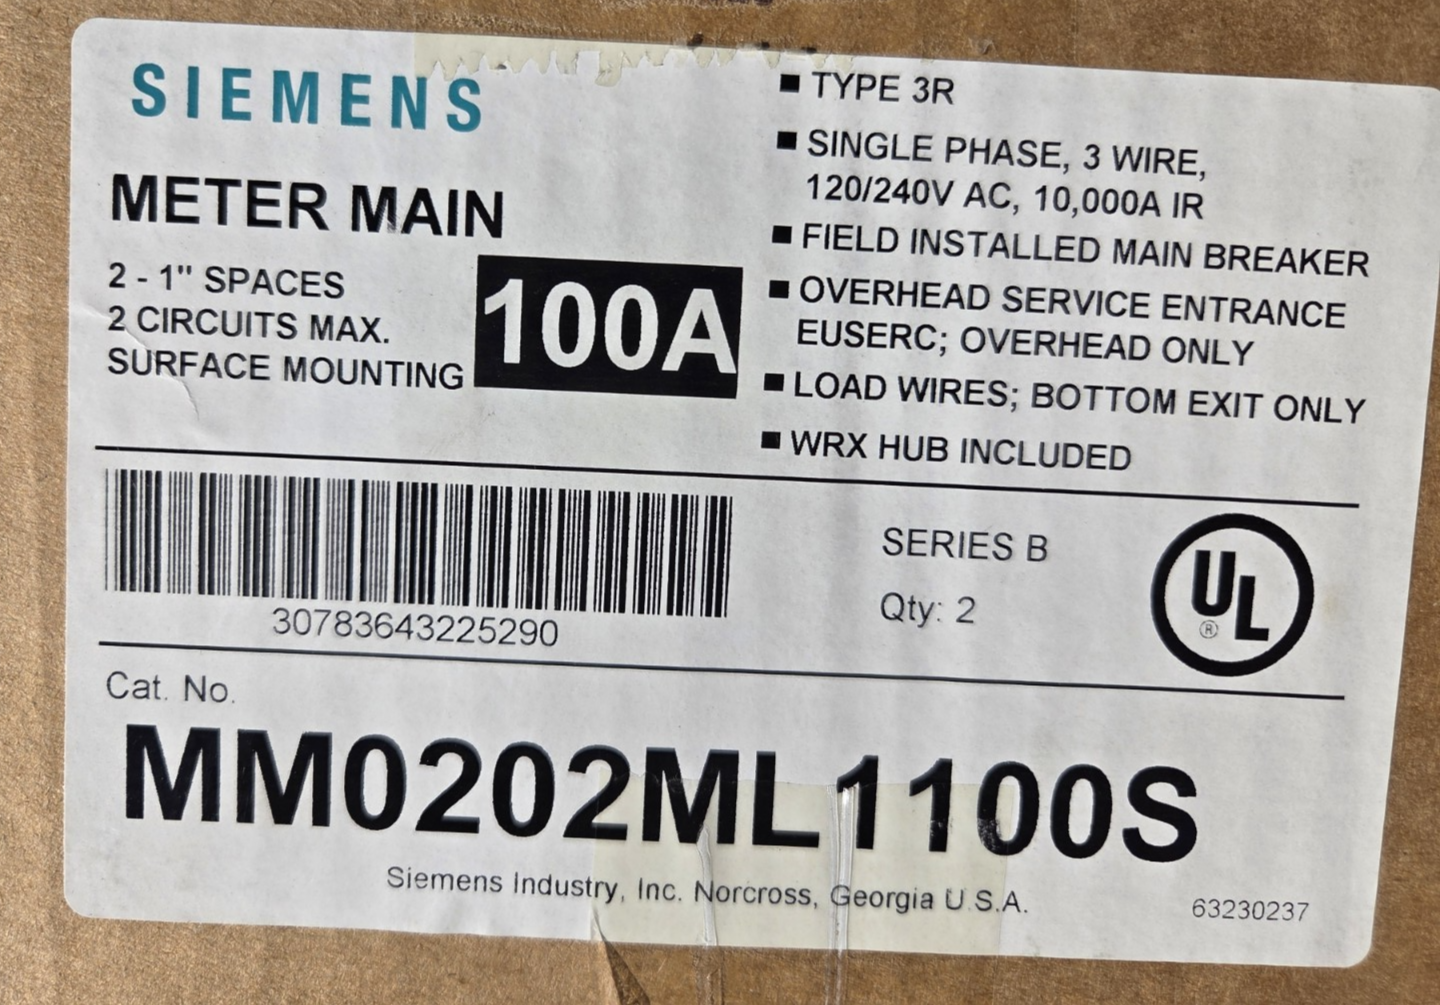 SIEMENS
METER MAIN
2 - 1" SPACES
2 CIRCUITS MAX.
SURFACE MOUNTING
100A
■ TYPE 3R
■ SINGLE PHASE, 3 WIRE,
120/240V AC, 10,000A IR
■ FIELD INSTALLED MAIN BREAKER
■ OVERHEAD SERVICE ENTRANCE
EUSERC; OVERHEAD ONLY
■ LOAD WIRES; BOTTOM EXIT ONLY
■ WRX HUB INCLUDED
30783643225290
SERIES B
Qty: 2
UL
®
Cat. No.
MM0202ML1100S
Siemens Industry, Inc. Norcross, Georgia U.S.A.
63230237